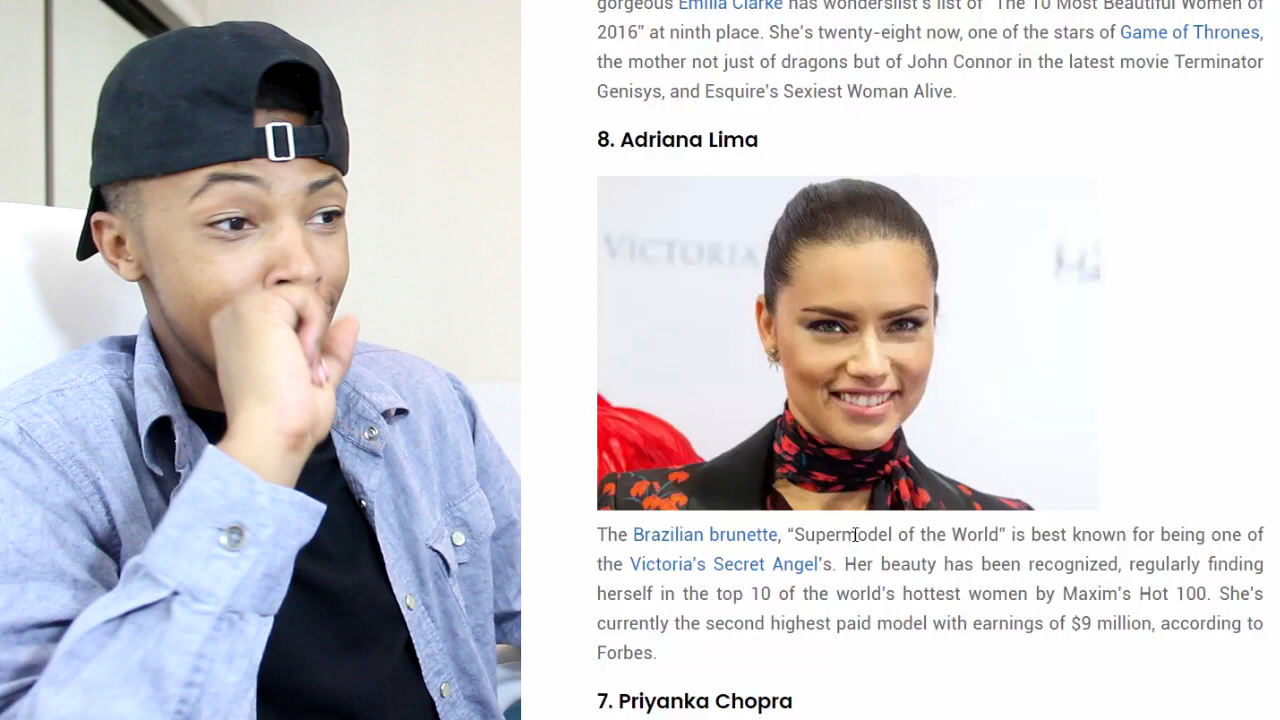 gorgeous Emilia Clarke has wonderslist's list of "The 10 Most Beautiful Women of
2016" at ninth place. She's twenty-eight now, one of the stars of Game of Thrones,
the mother not just of dragons but of John Connor in the latest movie Terminator
Genisys, and Esquire's Sexiest Woman Alive.
8. Adriana Lima
VICTORIA
The Brazilian brunette, “Supermodel of the World” is best known for being one of
the Victoria's Secret Angel's. Her beauty has been recognized, regularly finding
herself in the top 10 of the world's hottest women by Maxim's Hot 100. She's
currently the second highest paid model with earnings of $9 million, according to
Forbes.
7. Priyanka Chopra